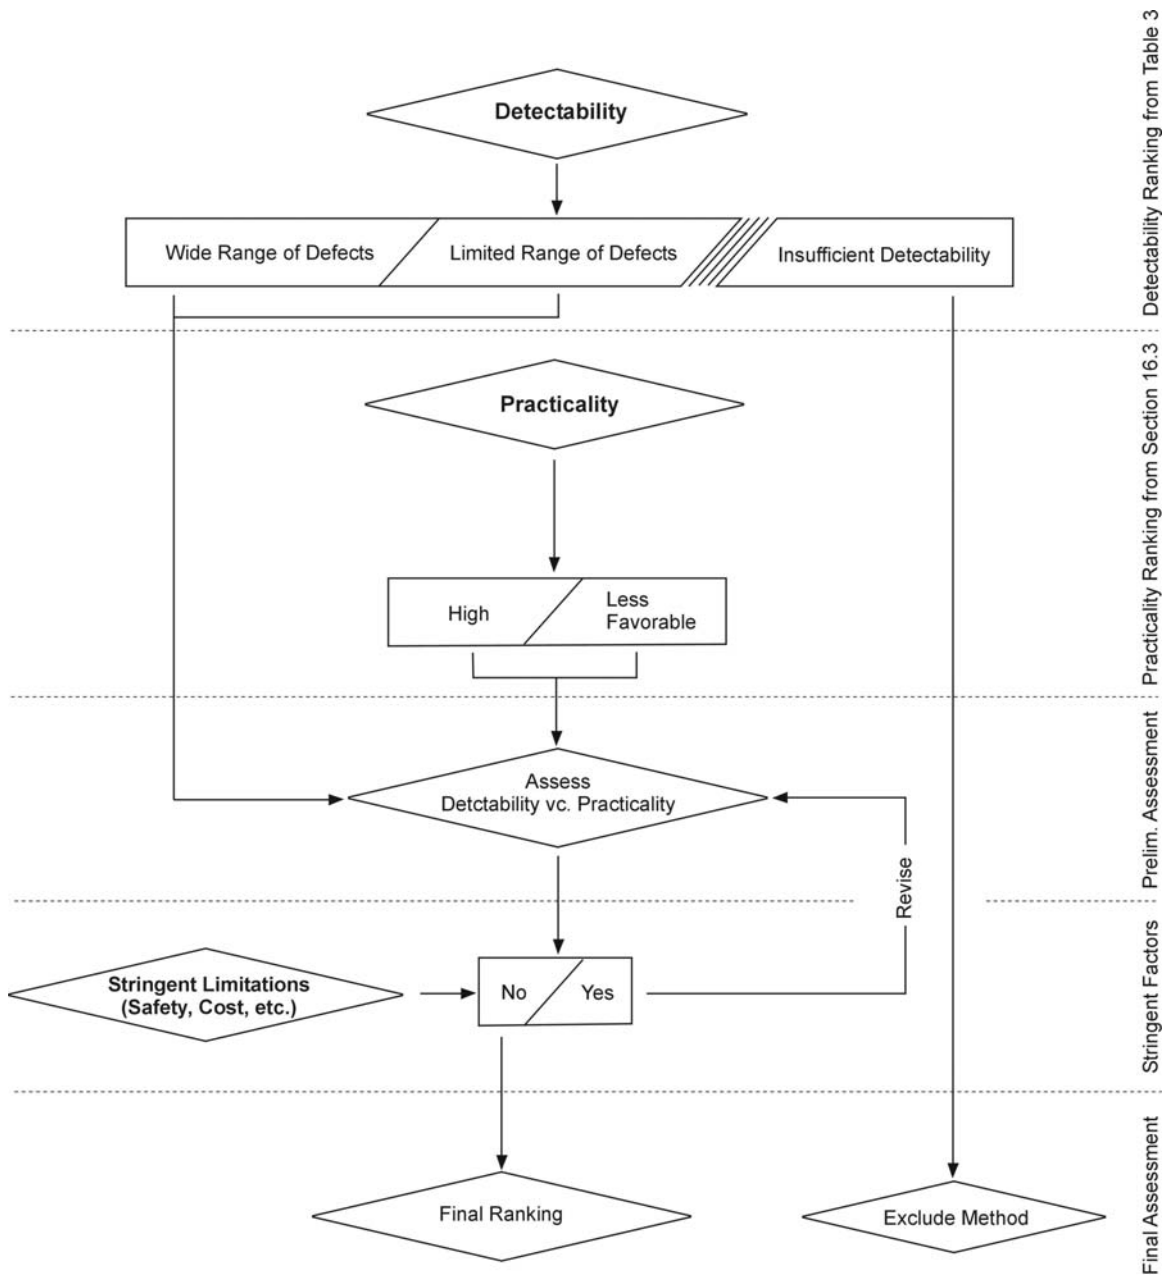 Detectability
Wide Range of Defects
Limited Range of Defects
Insufficient Detectability
Detectability Ranking from Table 3
Practicality
High
Less
Favorable
Practicality Ranking from Section 16.3
Assess
Detctability vc. Practicality
Prelim. Assessment
Revise
Stringent Limitations
(Safety, Cost, etc.)
No
Yes
Stringent Factors
Final Ranking
Exclude Method
Final Assessment